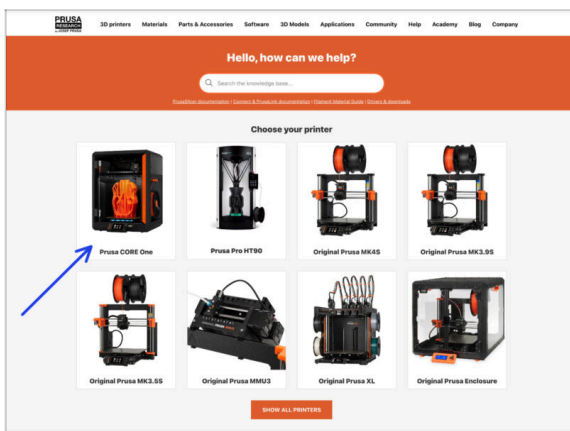 PRUSA
RESEARCH
by JOSEF PRUSA
3D printers Materials Parts & Accessories Software 3D Models Applications Community Help Academy Blog Company
Hello, how can we help?
Search the knowledge base...
PrusaSlicer documentation | Connect & PrusaLink documentation | Filament Material Guide | Drivers & downloads
Choose your printer
Prusa CORE One Prusa Pro HT90 Original Prusa MK4S Original Prusa MK3.9S
Original Prusa MK3.5S Original Prusa MMU3 Original Prusa XL Original Prusa Enclosure
SHOW ALL PRINTERS